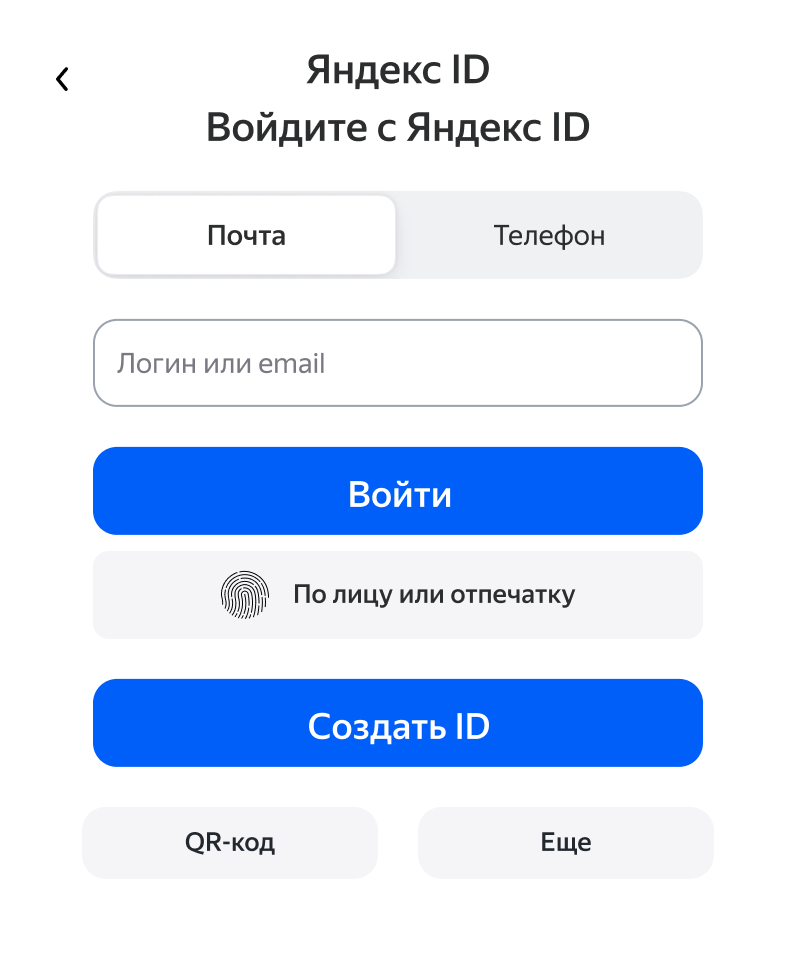 Яндекс ID
Войдите с Яндекс ID
Почта
Телефон
Логин или email
Войти
По лицу или отпечатку
Создать ID
QR-код
Еще